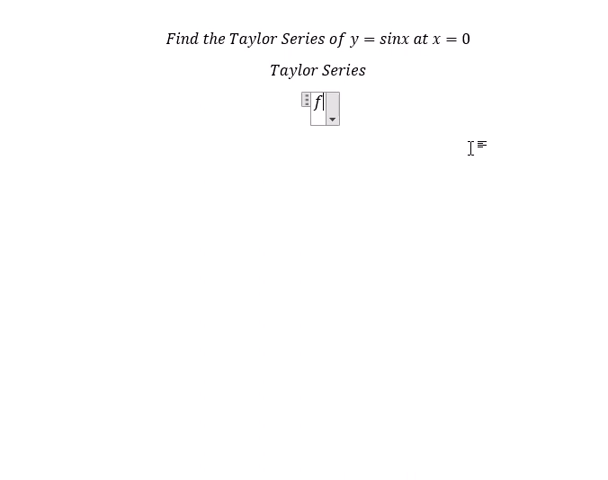 Find the Taylor Series of y = sinx at x = 0
Taylor Series
f